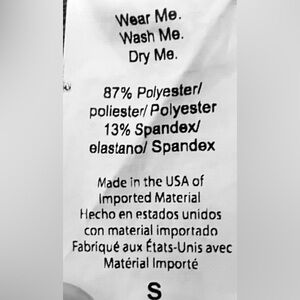 Wear Me.
Wash Me.
Dry Me.
87% Polyester/
poliester/ Polyester
13% Spandex/
elastano/ Spandex
Made in the USA of
Imported Material
Hecho en estados unidos
con material importado
Fabriqué aux États-Unis avec
Matérial Importé
S